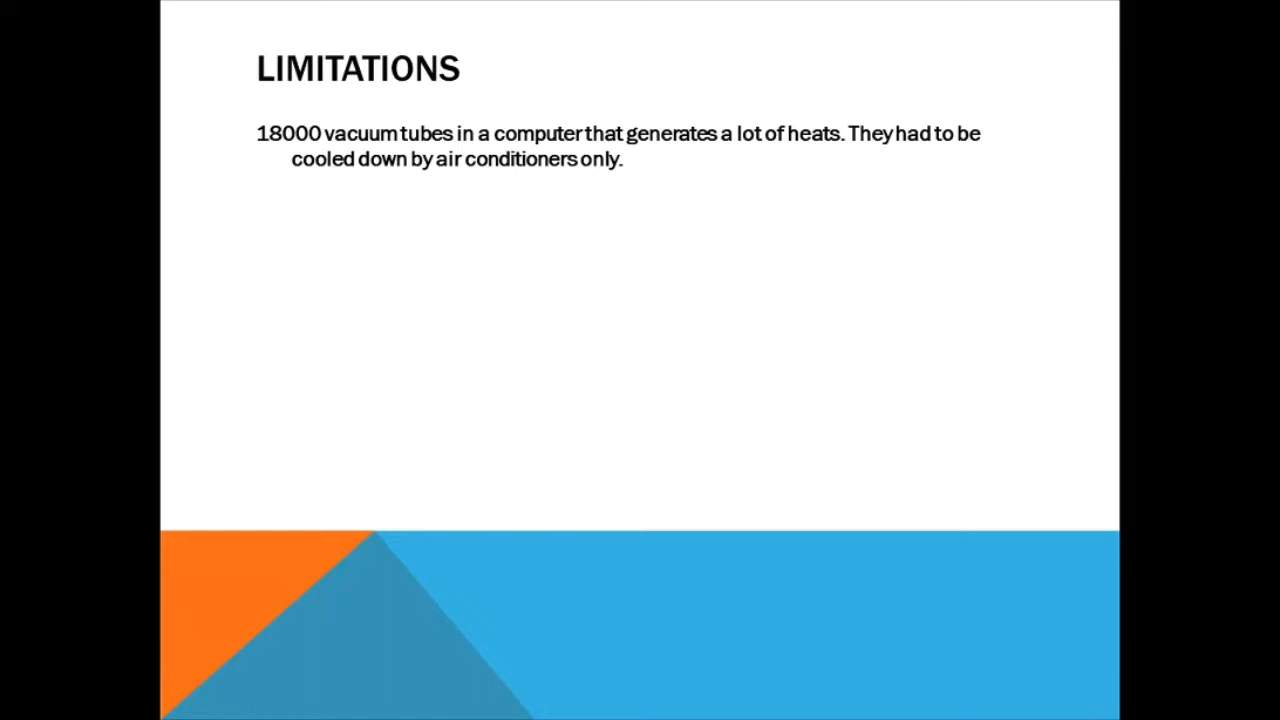 LIMITATIONS
18000 vacuum tubes in a computer that generates a lot of heats. They had to be
cooled down by air conditioners only.